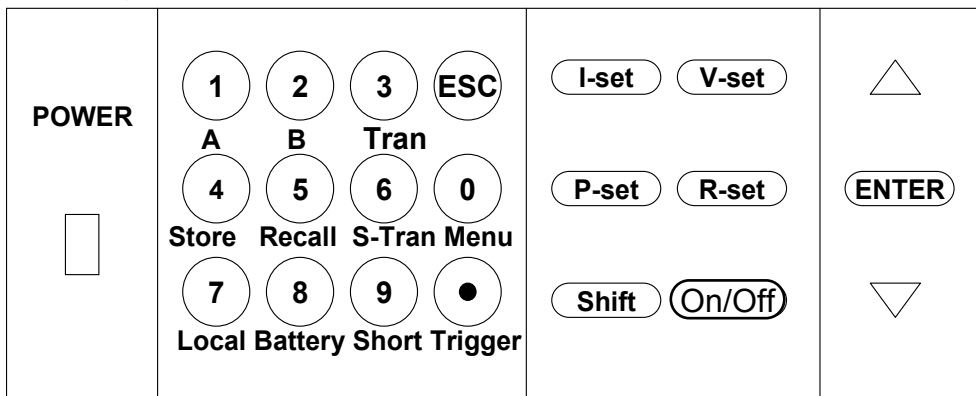 POWER
1 2 3 ESC
A B Tran
4 5 6 0
Store Recall S-Tran Menu
7 8 9
Local Battery Short Trigger
I-set V-set
P-set R-set
Shift On/Off
ENTER